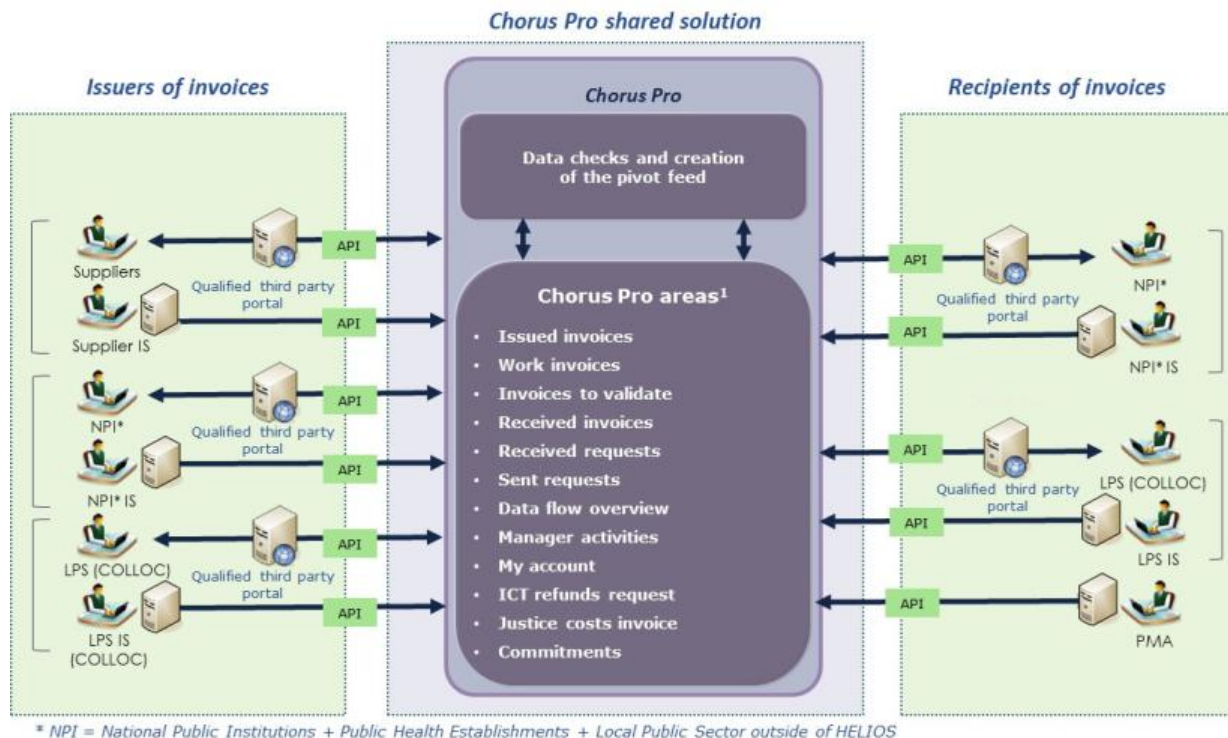 Chorus Pro shared solution
Issuers of invoices
Suppliers
Qualified third party
portal
API
Supplier IS
API
NPI*
Qualified third party
portal
API
NPI* IS
API
LPS (COLLOC)
Qualified third party
portal
API
LPS IS
(COLLOC)
API
Chorus Pro
Data checks and creation
of the pivot feed
Chorus Pro areas¹
• Issued invoices
• Work invoices
• Invoices to validate
• Received invoices
• Received requests
• Sent requests
• Data flow overview
• Manager activities
• My account
• ICT refunds request
• Justice costs invoice
• Commitments
Recipients of invoices
API
Qualified third party
portal
NPI*
API
NPI* IS
API
Qualified third party
portal
LPS (COLLOC)
API
LPS IS
API
PMA
* NPI = National Public Institutions + Public Health Establishments + Local Public Sector outside of HELIOS